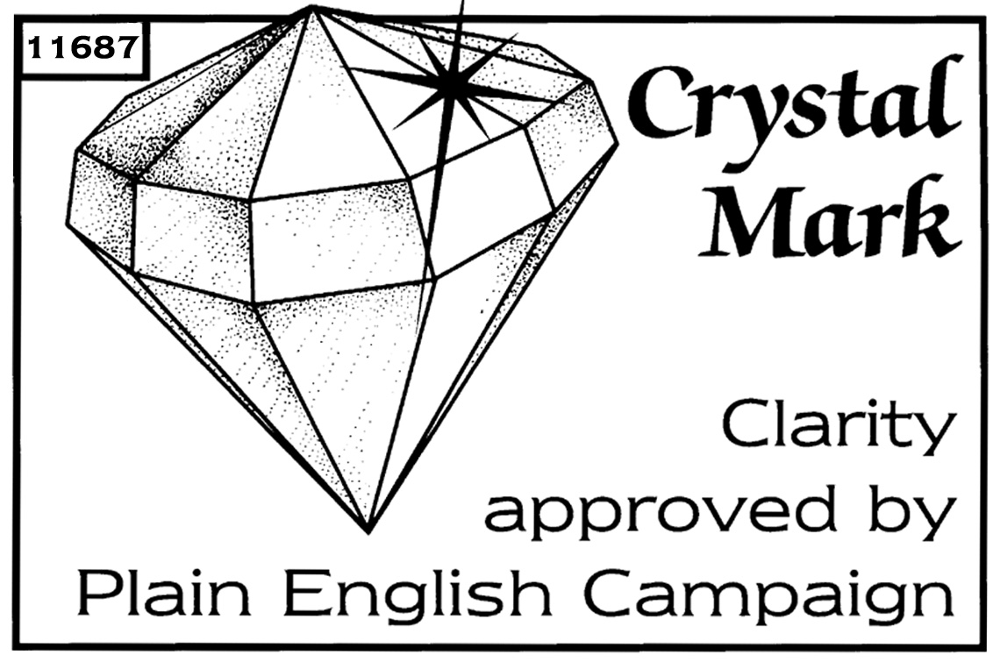 11687
Crystal
Mark
Clarity
approved by
Plain English Campaign